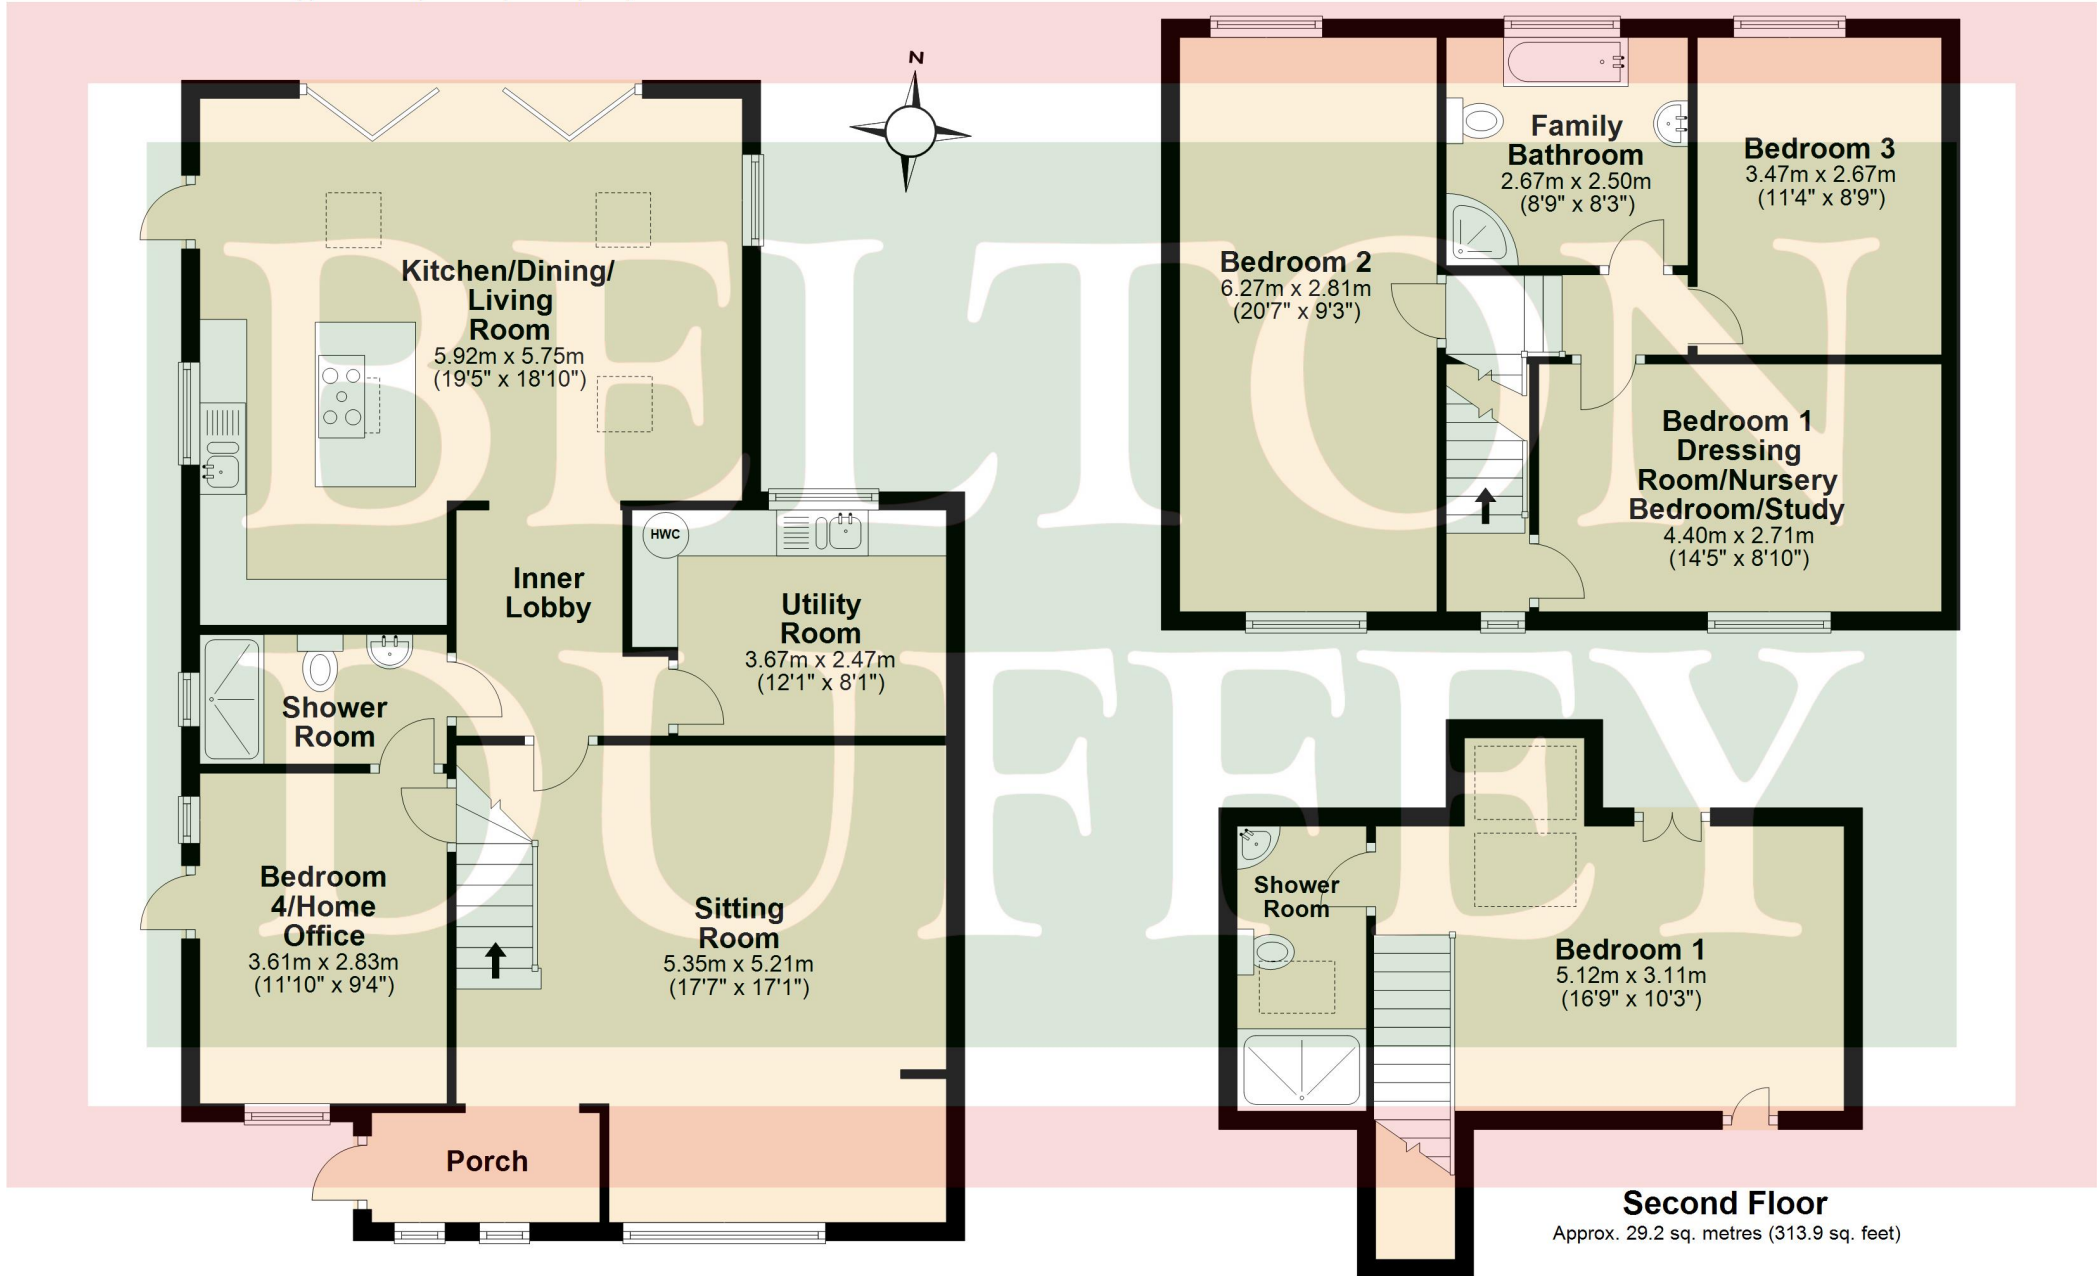 N
Kitchen/Dining/
Living
Room
5.92m x 5.75m
(19'5" x 18'10")
HWC
Inner
Lobby
Utility
Room
3.67m x 2.47m
(12'1" x 8'1")
Shower
Room
Bedroom
4/Home
Office
3.61m x 2.83m
(11'10" x 9'4")
Sitting
Room
5.35m x 5.21m
(17'7" x 17'1")
Porch
Bedroom 2
6.27m x 2.81m
(20'7" x 9'3")
Family
Bathroom
2.67m x 2.50m
(8'9" x 8'3")
Bedroom 3
3.47m x 2.67m
(11'4" x 8'9")
Bedroom 1
Dressing
Room/Nursery
Bedroom/Study
4.40m x 2.71m
(14'5" x 8'10")
Shower
Room
Bedroom 1
5.12m x 3.11m
(16'9" x 10'3")
Second Floor
Approx. 29.2 sq. metres (313.9 sq. feet)
BELTON
DUFFEY